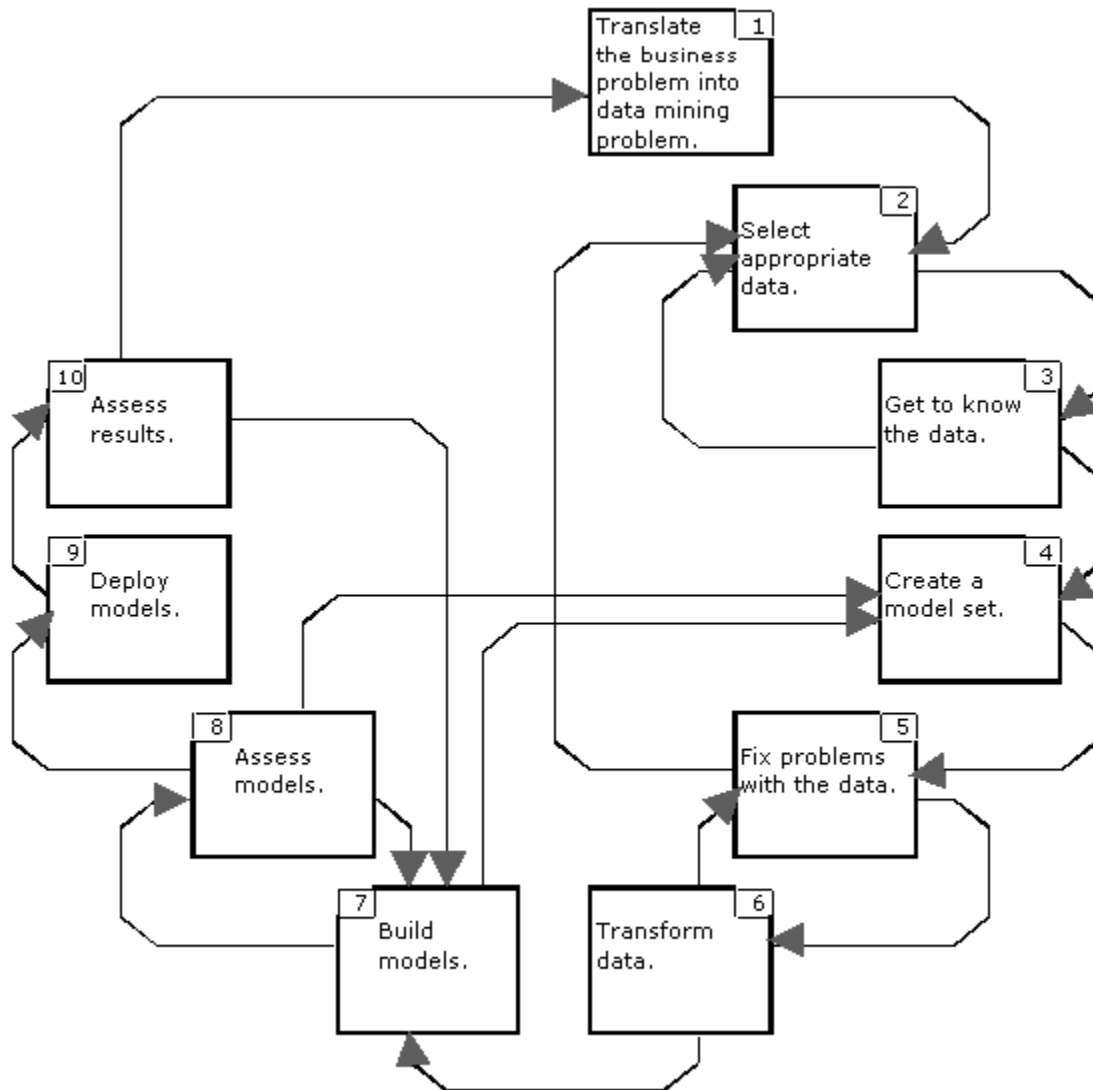 1
Translate
the business
problem into
data mining
problem.
2
Select
appropriate
data.
3
Get to know
the data.
4
Create a
model set.
5
Fix problems
with the data.
6
Transform
data.
7
Build
models.
8
Assess
models.
9
Deploy
models.
10
Assess
results.